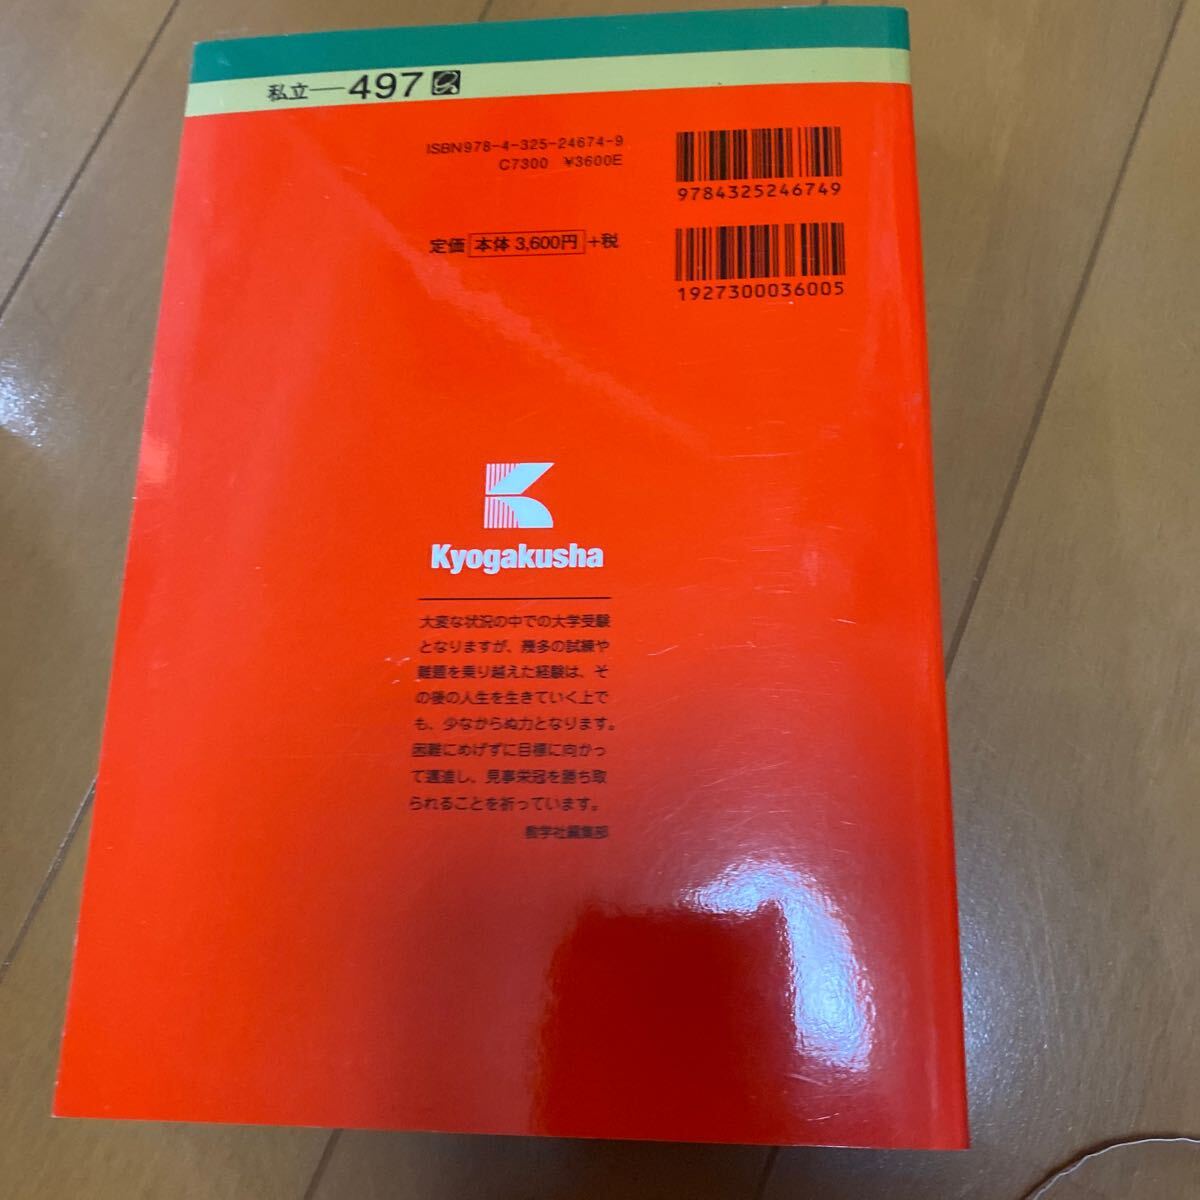 私立—497
ISBN978-4-325-24674-9
C7300 ¥3600E
9784325246749
定価 本体 3,600円 +税
1927300036005
Kyogakusha
大変な状況の中での大学受験
となりますが、幾多の試練や
難題を乗り越えた経験は、そ
の後の人生を生きていく上で
も、少なからぬ力となります。
困難にめげずに目標に向かっ
て邁進し、見事栄冠を勝ち取
られることを祈っています。
教学社編集部